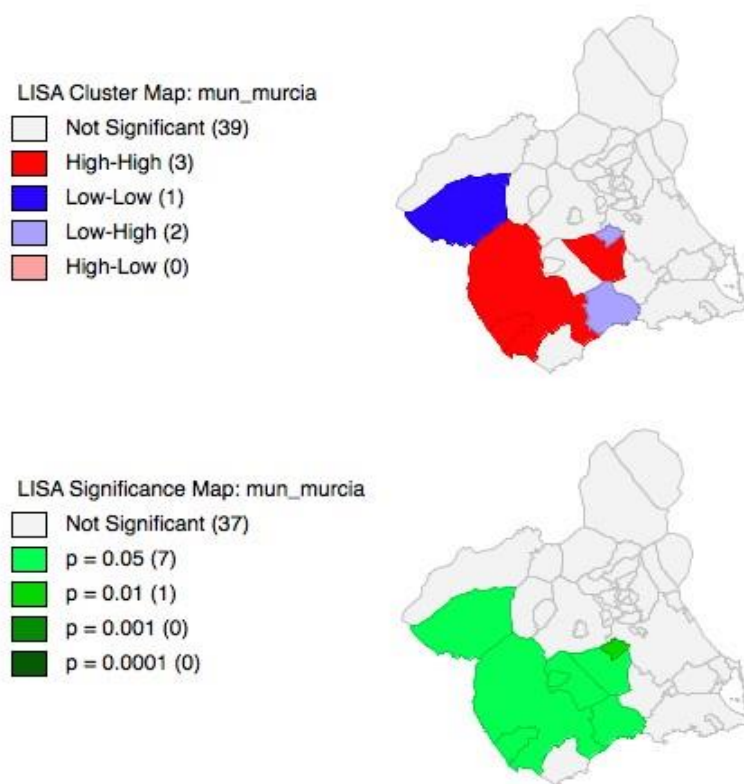 LISA Cluster Map: mun_murcia
Not Significant (39)
High-High (3)
Low-Low (1)
Low-High (2)
High-Low (0)
LISA Significance Map: mun_murcia
Not Significant (37)
p = 0.05 (7)
p = 0.01 (1)
p = 0.001 (0)
p = 0.0001 (0)